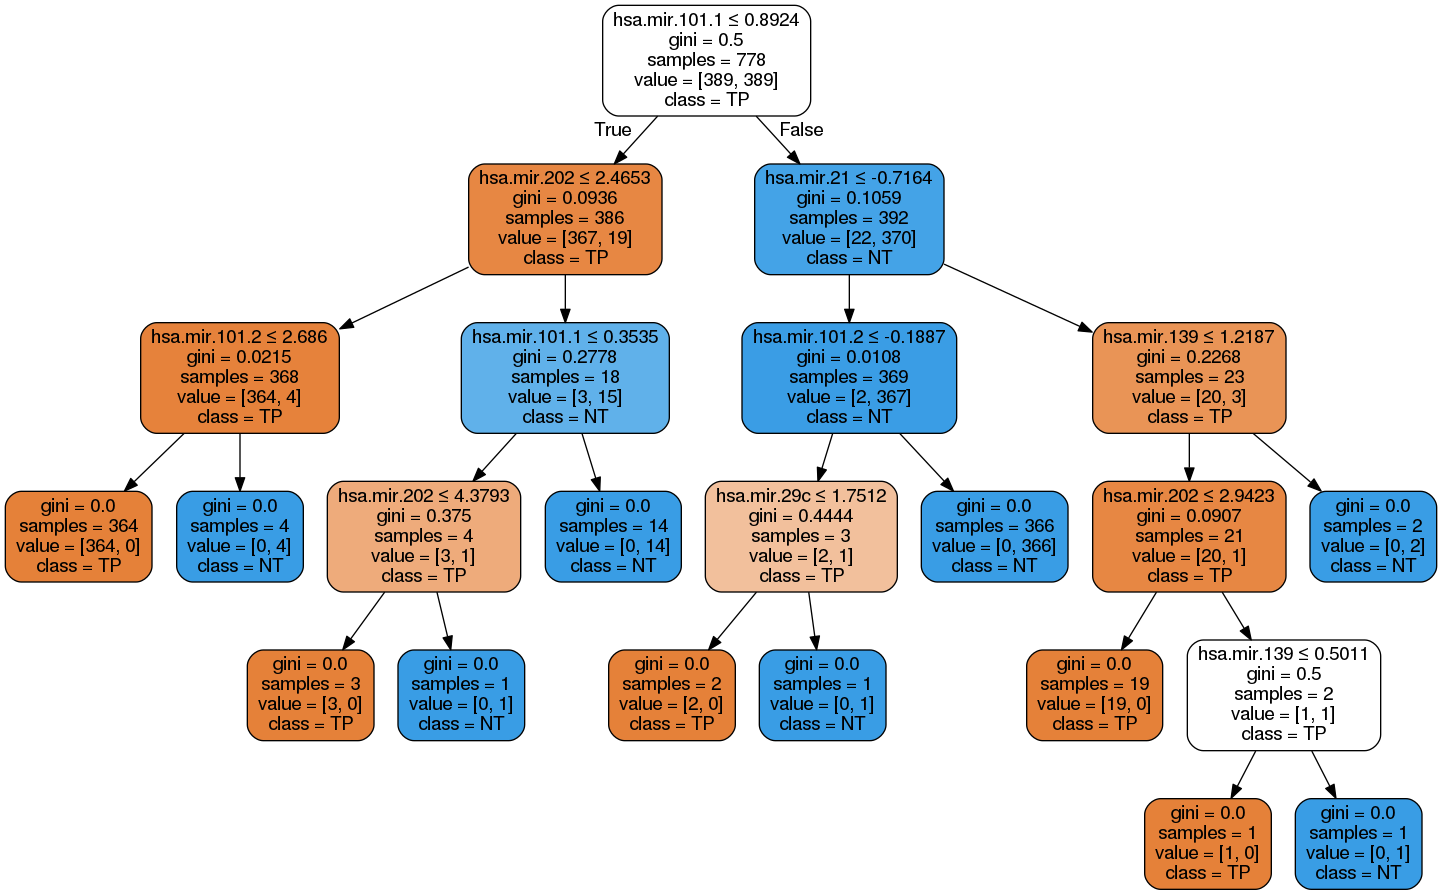 hsa.mir.101.1 ≤ 0.8924
gini = 0.5
samples = 778
value = [389, 389]
class = TP
True
False
hsa.mir.202 ≤ 2.4653
gini = 0.0936
samples = 386
value = [367, 19]
class = TP
hsa.mir.21 ≤ -0.7164
gini = 0.1059
samples = 392
value = [22, 370]
class = NT
hsa.mir.101.2 ≤ 2.686
gini = 0.0215
samples = 368
value = [364, 4]
class = TP
hsa.mir.101.1 ≤ 0.3535
gini = 0.2778
samples = 18
value = [3, 15]
class = NT
hsa.mir.101.2 ≤ -0.1887
gini = 0.0108
samples = 369
value = [2, 367]
class = NT
hsa.mir.139 ≤ 1.2187
gini = 0.2268
samples = 23
value = [20, 3]
class = TP
gini = 0.0
samples = 364
value = [364, 0]
class = TP
gini = 0.0
samples = 4
value = [0, 4]
class = NT
hsa.mir.202 ≤ 4.3793
gini = 0.375
samples = 4
value = [3, 1]
class = TP
gini = 0.0
samples = 14
value = [0, 14]
class = NT
hsa.mir.29c ≤ 1.7512
gini = 0.4444
samples = 3
value = [2, 1]
class = TP
gini = 0.0
samples = 366
value = [0, 366]
class = NT
hsa.mir.202 ≤ 2.9423
gini = 0.0907
samples = 21
value = [20, 1]
class = TP
gini = 0.0
samples = 2
value = [0, 2]
class = NT
gini = 0.0
samples = 3
value = [3, 0]
class = TP
gini = 0.0
samples = 1
value = [0, 1]
class = NT
gini = 0.0
samples = 2
value = [2, 0]
class = TP
gini = 0.0
samples = 1
value = [0, 1]
class = NT
gini = 0.0
samples = 19
value = [19, 0]
class = TP
hsa.mir.139 ≤ 0.5011
gini = 0.5
samples = 2
value = [1, 1]
class = TP
gini = 0.0
samples = 1
value = [1, 0]
class = TP
gini = 0.0
samples = 1
value = [0, 1]
class = NT